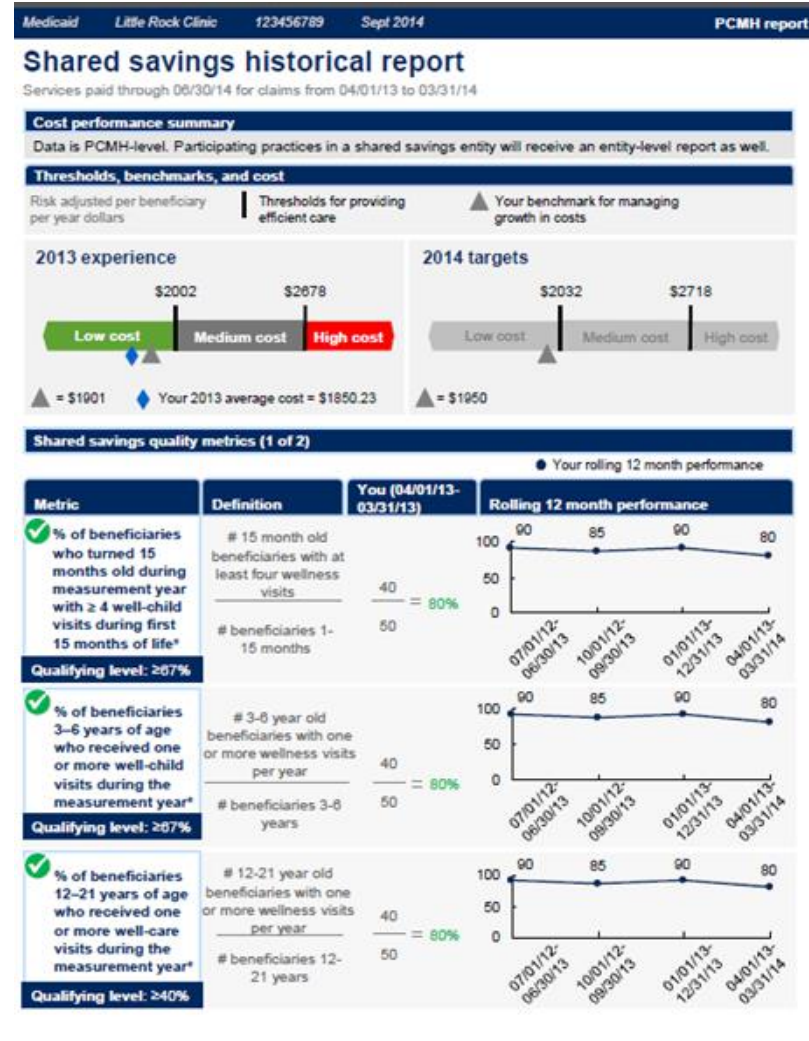 Medicaid Little Rock Clinic 123456789 Sept 2014 PCMH report
Shared savings historical report
Services paid through 06/30/14 for claims from 04/01/13 to 03/31/14
Cost performance summary
Data is PCMH-level. Participating practices in a shared savings entity will receive an entity-level report as well.
Thresholds, benchmarks, and cost
Risk adjusted per beneficiary
per year dollars
Thresholds for providing
efficient care
Your benchmark for managing
growth in costs
2013 experience
$2002 $2678
Low cost Medium cost High cost
= $1901 Your 2013 average cost = $1850.23
2014 targets
$2032 $2718
Low cost Medium cost High cost
= $1950
Shared savings quality metrics (1 of 2)
Your rolling 12 month performance
Metric
Definition
You (04/01/13-
03/31/13)
Rolling 12 month performance
% of beneficiaries
who turned 15
months old during
measurement year
with ≥ 4 well-child
visits during first
15 months of life*
Qualifying level: ≥67%
# 15 month old
beneficiaries with at
least four wellness
visits
# beneficiaries 1-
15 months
40
50
= 80%
100
50
0
90 85 90 80
07/01/12-
06/30/13
10/01/12-
09/30/13
01/01/13-
12/31/13
04/01/13-
03/31/14
% of beneficiaries
3–6 years of age
who received one
or more well-child
visits during the
measurement year*
Qualifying level: ≥67%
# 3-6 year old
beneficiaries with one
or more wellness visits
per year
# beneficiaries 3-6
years
40
50
= 80%
100
50
0
90 85 90 80
07/01/12-
06/30/13
10/01/12-
09/30/13
01/01/13-
12/31/13
04/01/13-
03/31/14
% of beneficiaries
12–21 years of age
who received one
or more well-care
visits during the
measurement year*
Qualifying level: ≥40%
# 12-21 year old
beneficiaries with one
or more wellness visits
per year
# beneficiaries 12-
21 years
40
50
= 80%
100
50
0
90 85 90 80
07/01/12-
06/30/13
10/01/12-
09/30/13
01/01/13-
12/31/13
04/01/13-
03/31/14